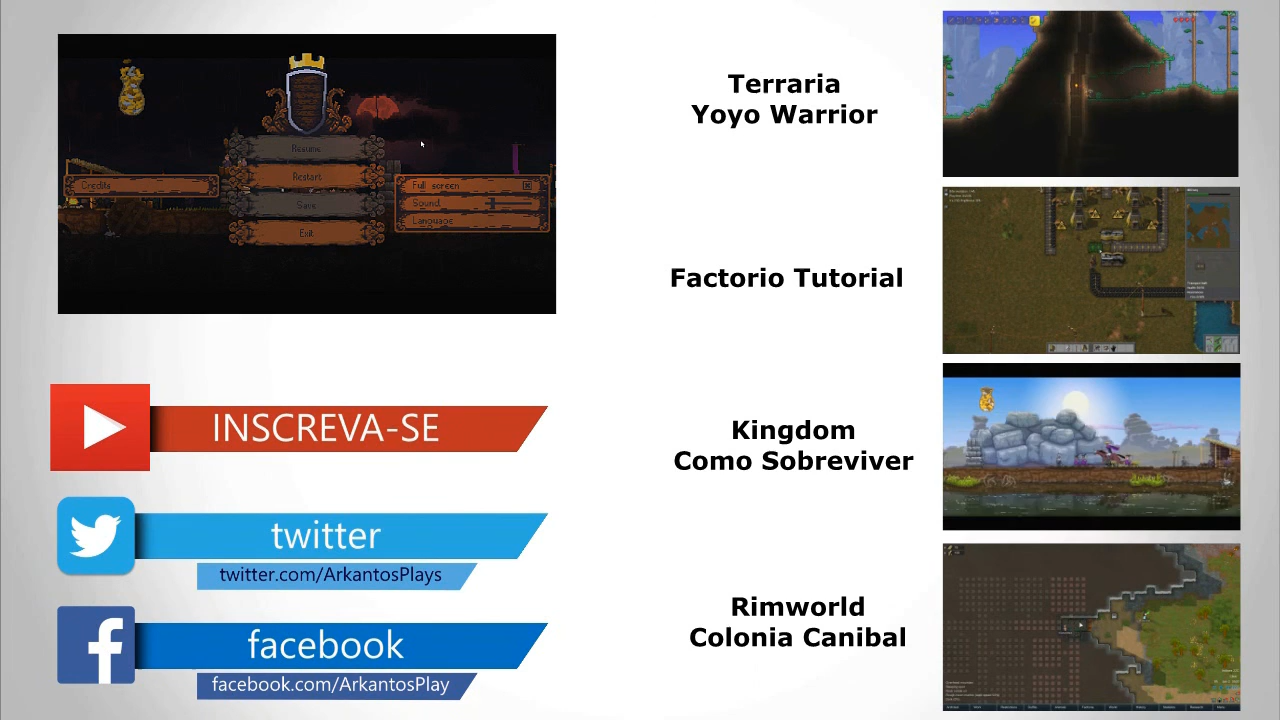 Resume
Restart
Save
Exit
Credits
Full screen
Sound
Language
INSCREVA-SE
twitter
twitter.com/ArkantosPlays
facebook
facebook.com/ArkantosPlay
Terraria
Yoyo Warrior
Factorio Tutorial
Kingdom
Como Sobreviver
Rimworld
Colonia Canibal